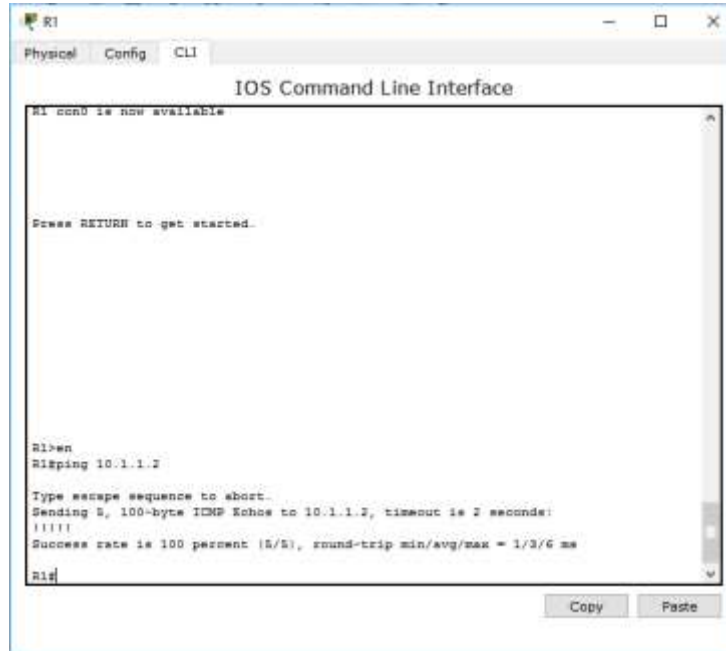 R1
Physical Config CLI
IOS Command Line Interface
R1 con0 is now available
Press RETURN to get started.
R1>en
R1#ping 10.1.1.2
Type escape sequence to abort.
Sending 5, 100-byte ICMP Echos to 10.1.1.2, timeout is 2 seconds:
!!!!!
Success rate is 100 percent (5/5), round-trip min/avg/max = 1/3/6 ms
R1#
Copy Paste